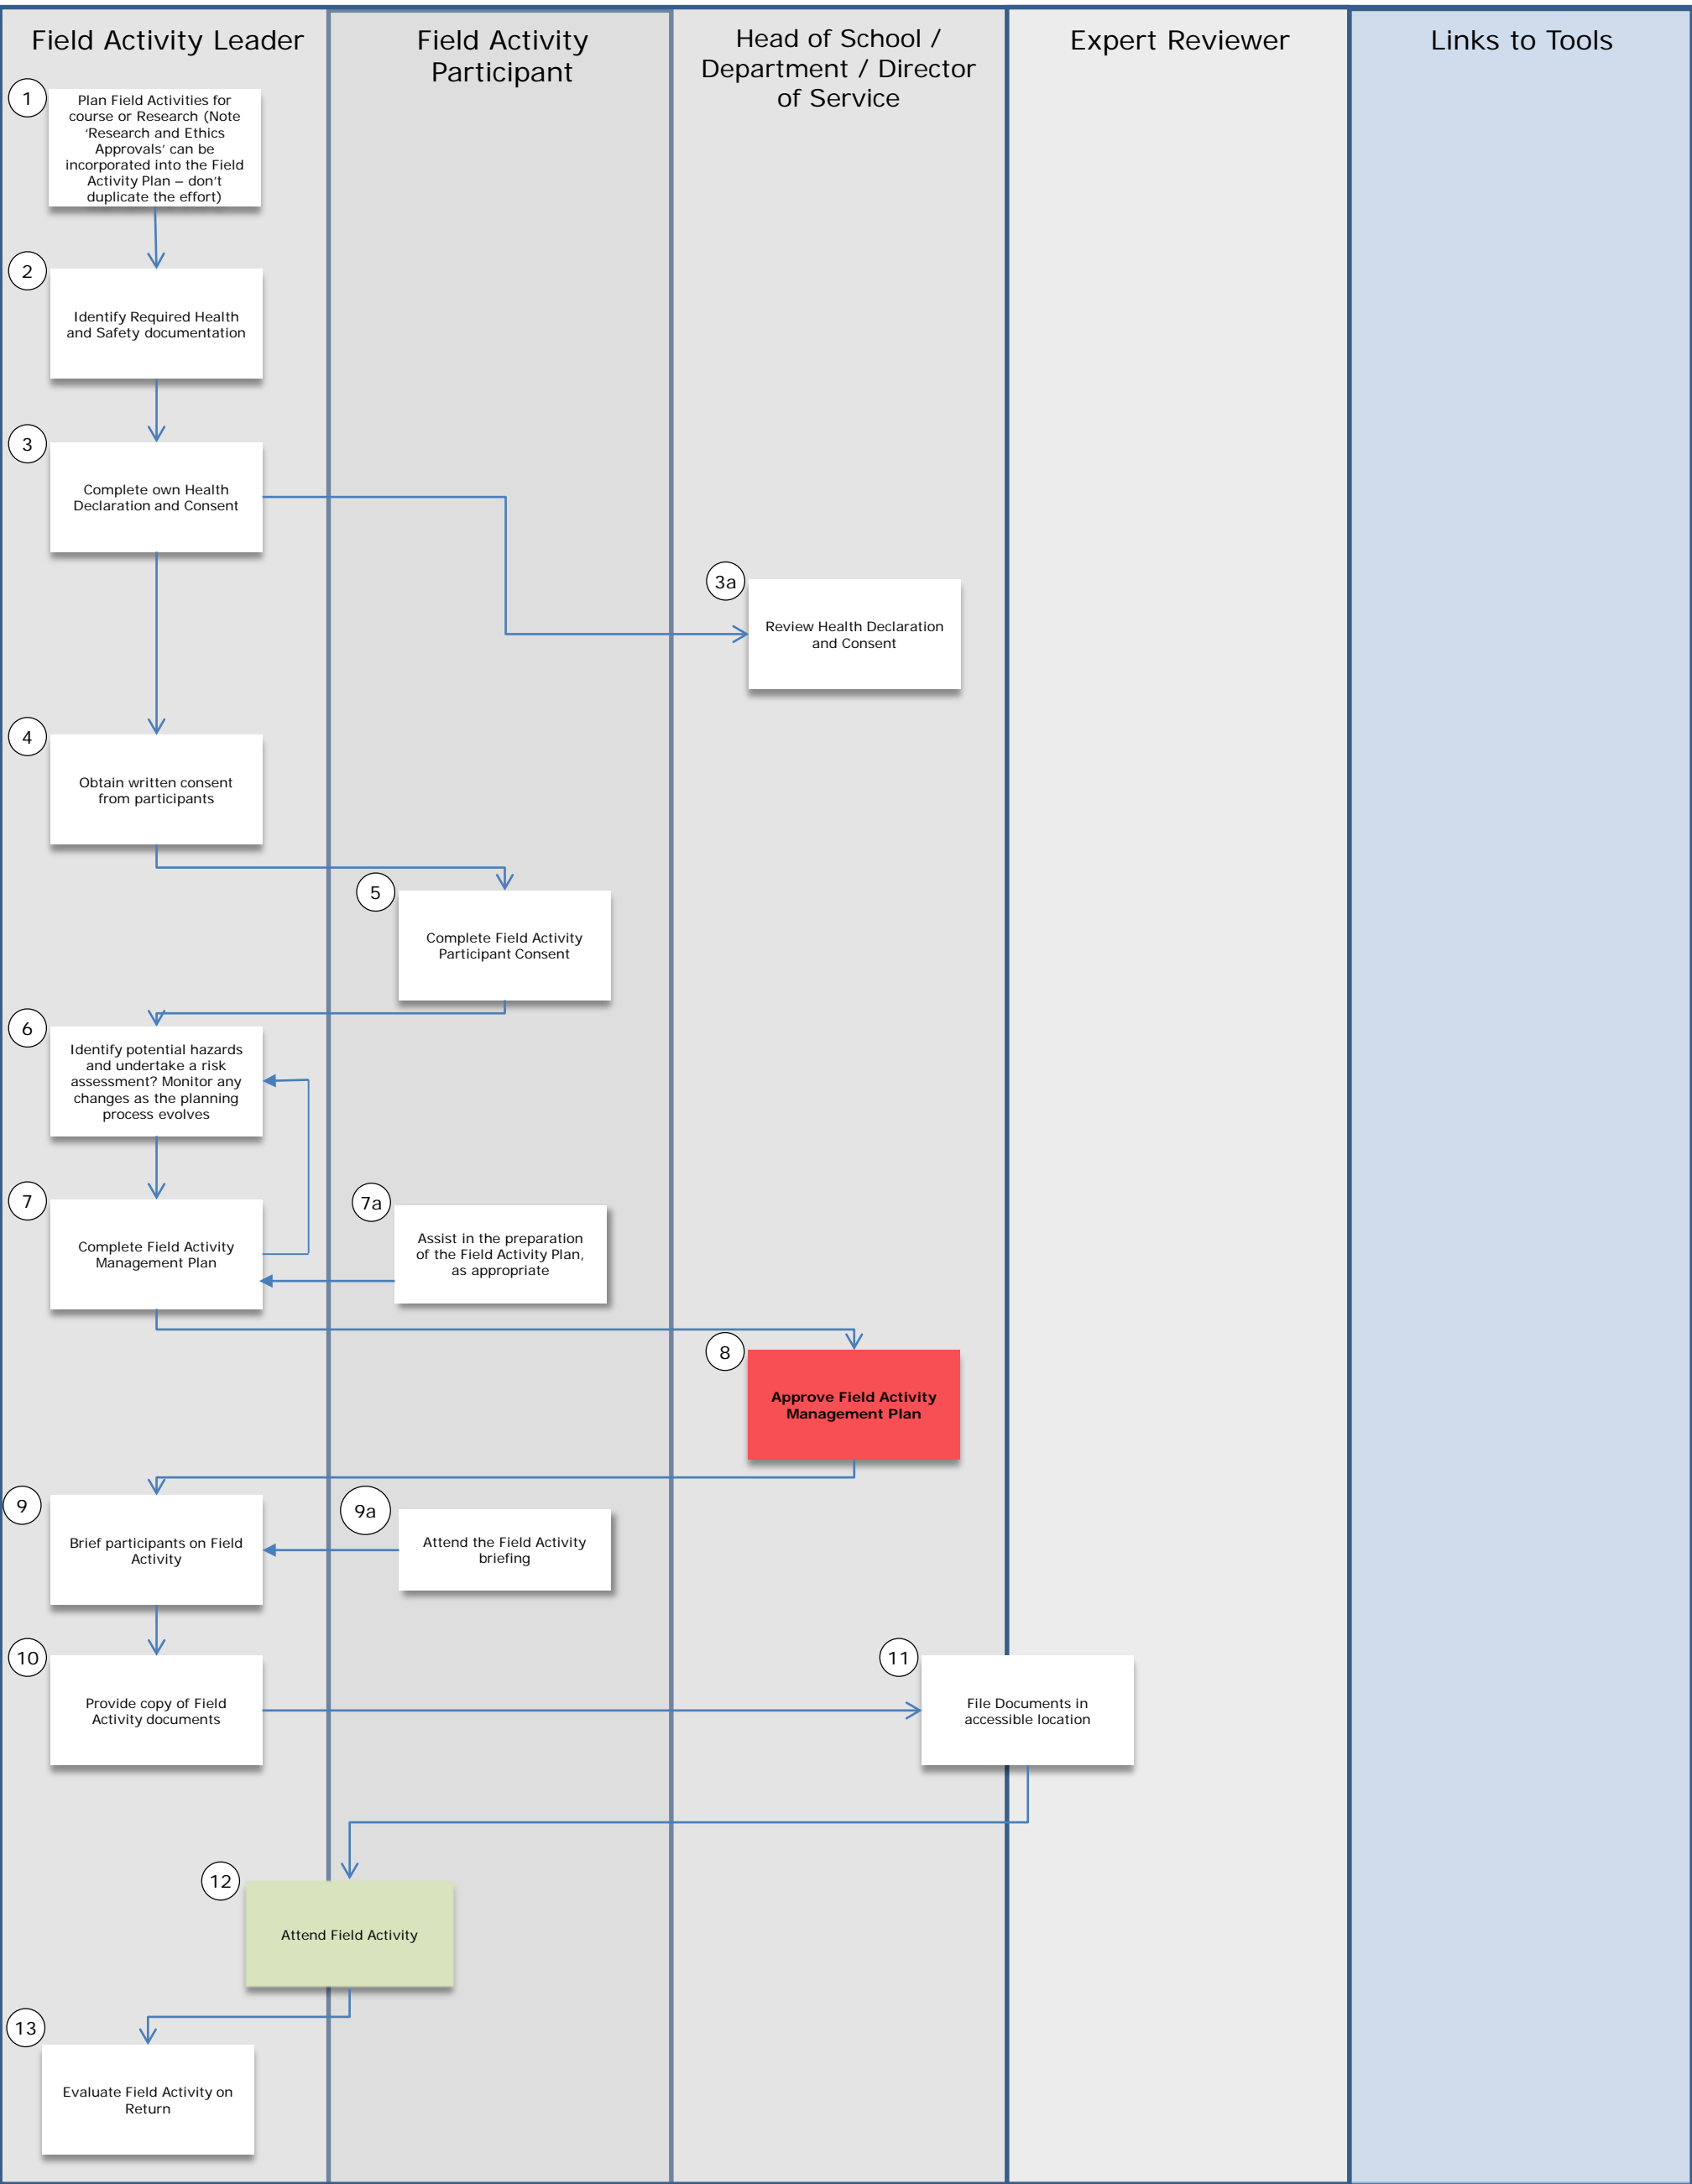 Field Activity Leader
Field Activity
Participant
Head of School /
Department / Director
of Service
Expert Reviewer
Links to Tools
1
Plan Field Activities for
course or Research (Note
‘Research and Ethics
Approvals’ can be
incorporated into the Field
Activity Plan – don’t
duplicate the effort)
2
Identify Required Health
and Safety documentation
3
Complete own Health
Declaration and Consent
3a
Review Health Declaration
and Consent
4
Obtain written consent
from participants
5
Complete Field Activity
Participant Consent
6
Identify potential hazards
and undertake a risk
assessment? Monitor any
changes as the planning
process evolves
7
Complete Field Activity
Management Plan
7a
Assist in the preparation
of the Field Activity Plan,
as appropriate
8
Approve Field Activity
Management Plan
9
Brief participants on Field
Activity
9a
Attend the Field Activity
briefing
10
Provide copy of Field
Activity documents
11
File Documents in
accessible location
12
Attend Field Activity
13
Evaluate Field Activity on
Return